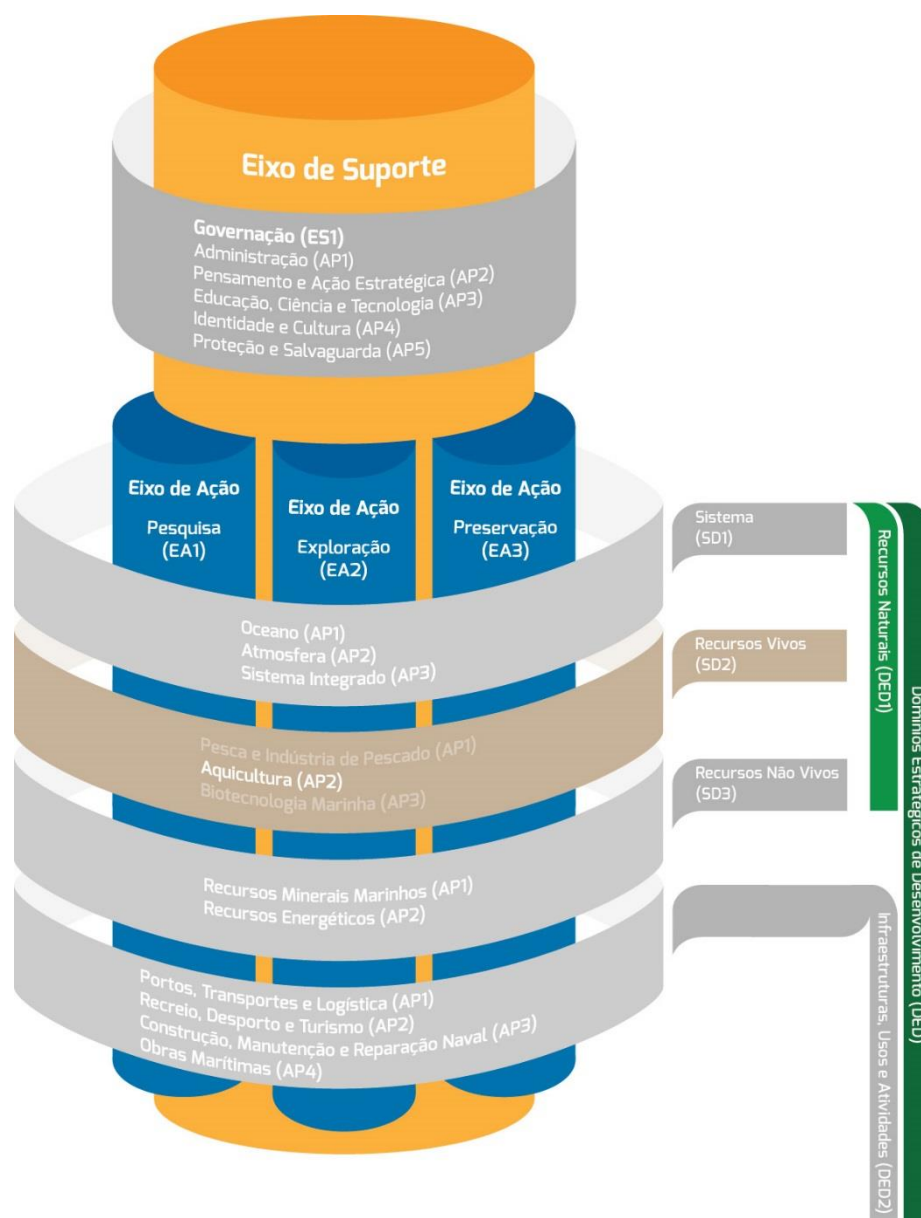 Eixo de Suporte
Governação (ES1)
Administração (AP1)
Pensamento e Ação Estratégica (AP2)
Educação, Ciência e Tecnologia (AP3)
Identidade e Cultura (AP4)
Proteção e Salvaguarda (AP5)
Eixo de Ação
Pesquisa
(EA1)
Eixo de Ação
Exploração
(EA2)
Eixo de Ação
Preservação
(EA3)
Oceano (AP1)
Atmosfera (AP2)
Sistema Integrado (AP3)
Pesca e Indústria de Pescado (AP1)
Aquicultura (AP2)
Biotecnologia Marinha (AP3)
Recursos Minerais Marinhos (AP1)
Recursos Energéticos (AP2)
Portos, Transportes e Logística (AP1)
Recreio, Desporto e Turismo (AP2)
Construção, Manutenção e Reparação Naval (AP3)
Obras Marítimas (AP4)
Sistema
(SD1)
Recursos Vivos
(SD2)
Recursos Não Vivos
(SD3)
Recursos Naturais (DED1)
Infraestruturas, Usos e Atividades (DED2)
Domínios Estratégicos de Desenvolvimento (DED)